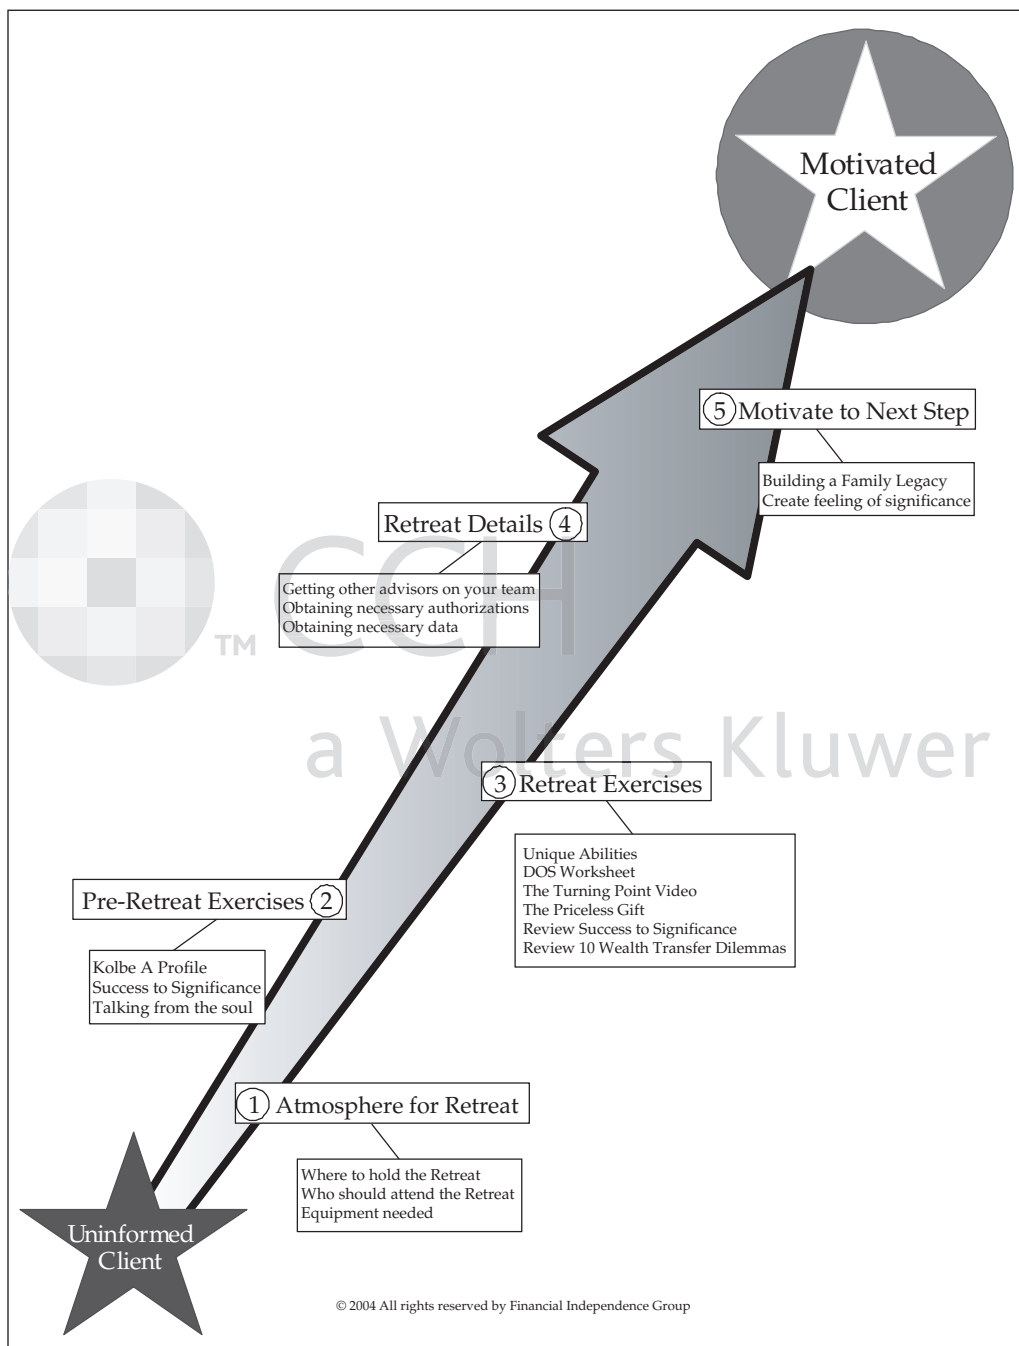 Motivated
Client
5 Motivate to Next Step
Building a Family Legacy
Create feeling of significance
Retreat Details 4
Getting other advisors on your team
Obtaining necessary authorizations
Obtaining necessary data
TM CCH
a Wolters Kluwer
3 Retreat Exercises
Unique Abilities
DOS Worksheet
The Turning Point Video
The Priceless Gift
Review Success to Significance
Review 10 Wealth Transfer Dilemmas
Pre-Retreat Exercises 2
Kolbe A Profile
Success to Significance
Talking from the soul
1 Atmosphere for Retreat
Where to hold the Retreat
Who should attend the Retreat
Equipment needed
Uninformed
Client
© 2004 All rights reserved by Financial Independence Group